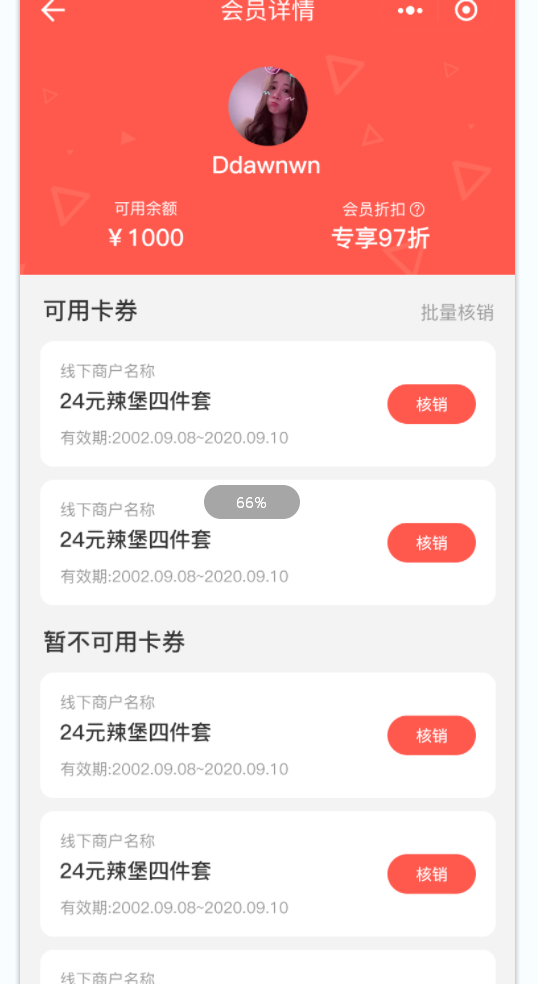 会员详情
Ddawnwn
可用余额
会员折扣
¥1000
专享97折
可用卡券
批量核销
线下商户名称
24元辣堡四件套
核销
有效期:2002.09.08~2020.09.10
66%
线下商户名称
24元辣堡四件套
核销
有效期:2002.09.08~2020.09.10
暂不可用卡券
线下商户名称
24元辣堡四件套
核销
有效期:2002.09.08~2020.09.10
线下商户名称
24元辣堡四件套
核销
有效期:2002.09.08~2020.09.10
线下商户名称